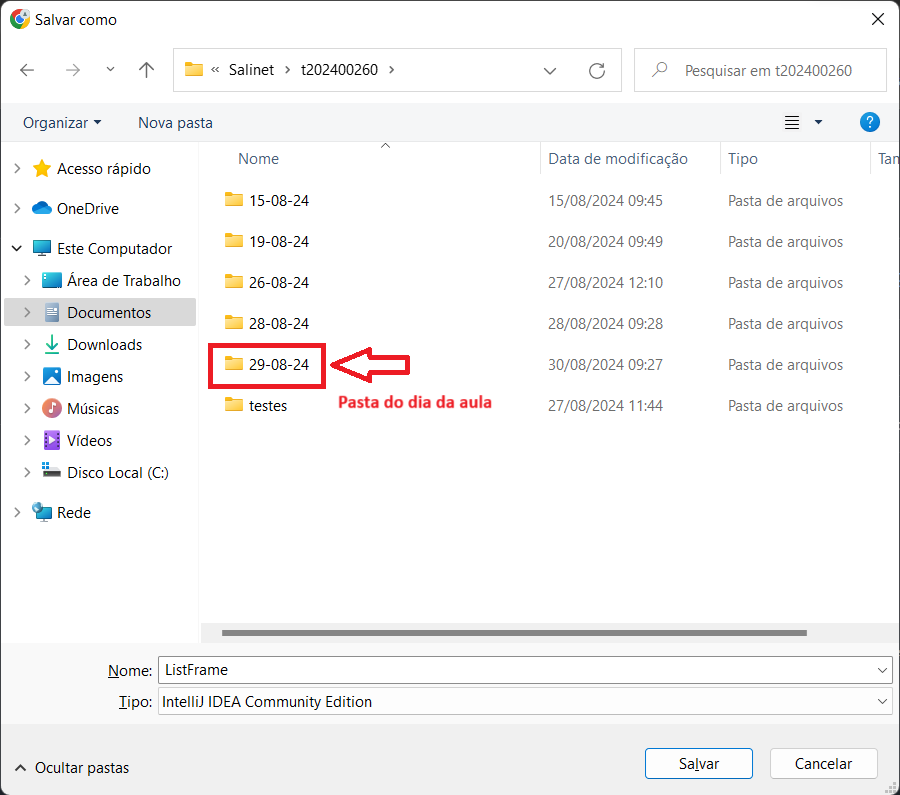 Salvar como
« Salinet › t202400260 ›
Pesquisar em t202400260
Organizar
Nova pasta
?
Nome
Data de modificação
Tipo
Tam
Acesso rápido
OneDrive
Este Computador
Área de Trabalho
Documentos
Downloads
Imagens
Músicas
Vídeos
Disco Local (C:)
Rede
15-08-24 15/08/2024 09:45 Pasta de arquivos
19-08-24 20/08/2024 09:49 Pasta de arquivos
26-08-24 27/08/2024 12:10 Pasta de arquivos
28-08-24 28/08/2024 09:28 Pasta de arquivos
29-08-24 30/08/2024 09:27 Pasta de arquivos
Pasta do dia da aula
testes 27/08/2024 11:44 Pasta de arquivos
Nome: ListFrame
Tipo: IntelliJ IDEA Community Edition
Ocultar pastas
Salvar
Cancelar